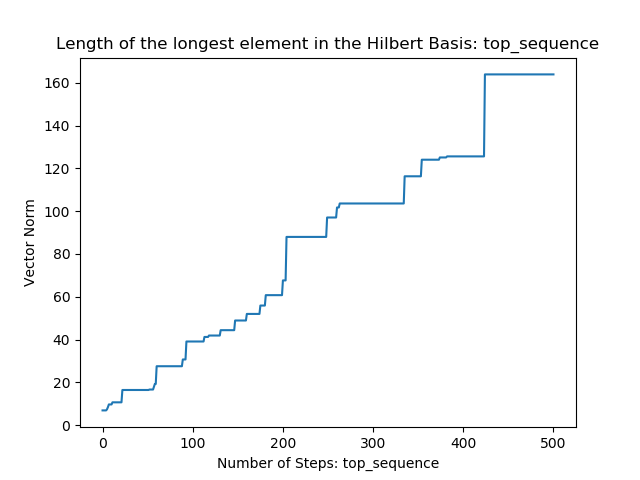 Length of the longest element in the Hilbert Basis: top_sequence
160
140
120
100
80
60
40
20
0
Vector Norm
0 100 200 300 400 500
Number of Steps: top_sequence